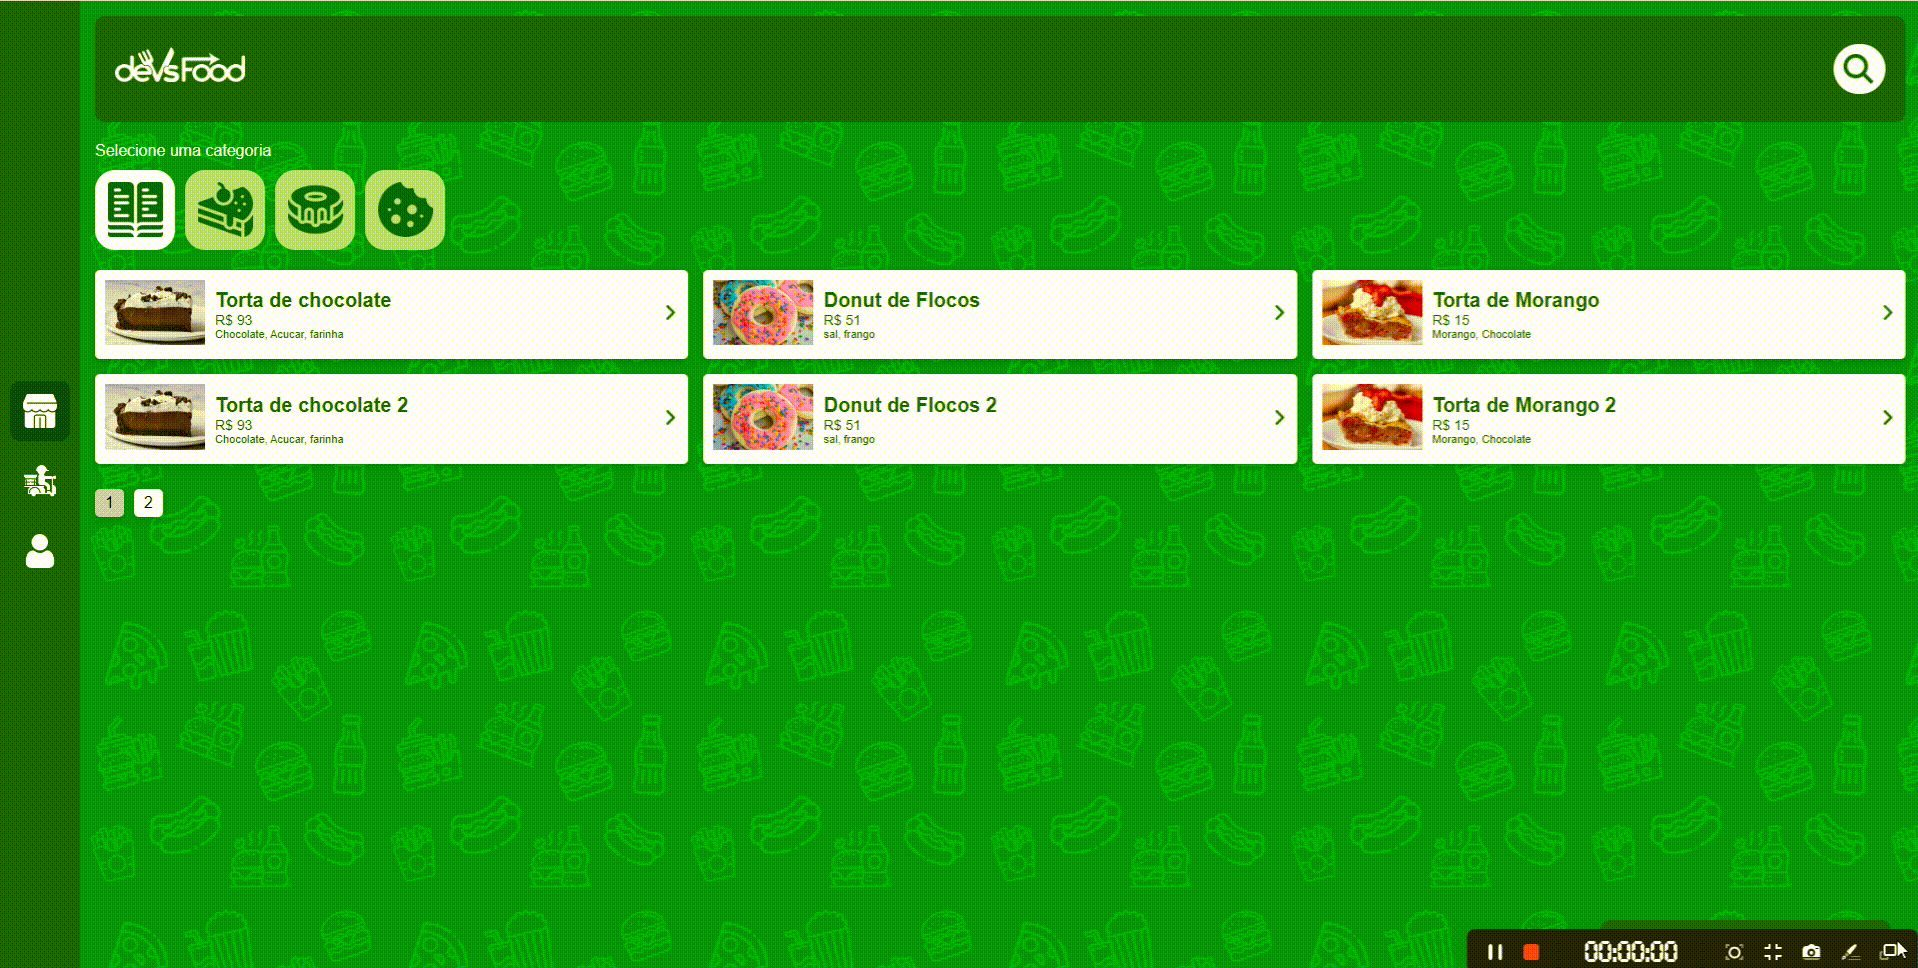 devsFood
Selecione uma categoria
Torta de chocolate
R$ 93
Chocolate, Acucar, farinha
Donut de Flocos
R$ 51
sal, frango
Torta de Morango
R$ 15
Morango, Chocolate
Torta de chocolate 2
R$ 93
Chocolate, Acucar, farinha
Donut de Flocos 2
R$ 51
sal, frango
Torta de Morango 2
R$ 15
Morango, Chocolate
1 2
00:00:00